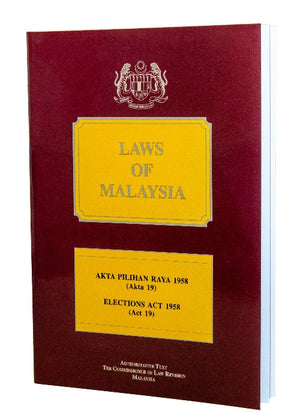 LAWS
OF
MALAYSIA
AKTA PILIHAN RAYA 1958
(Akta 19)
ELECTIONS ACT 1958
(Act 19)
AUTHORITATIVE TEXT
THE COMMISSIONER OF LAW REVISION
MALAYSIA